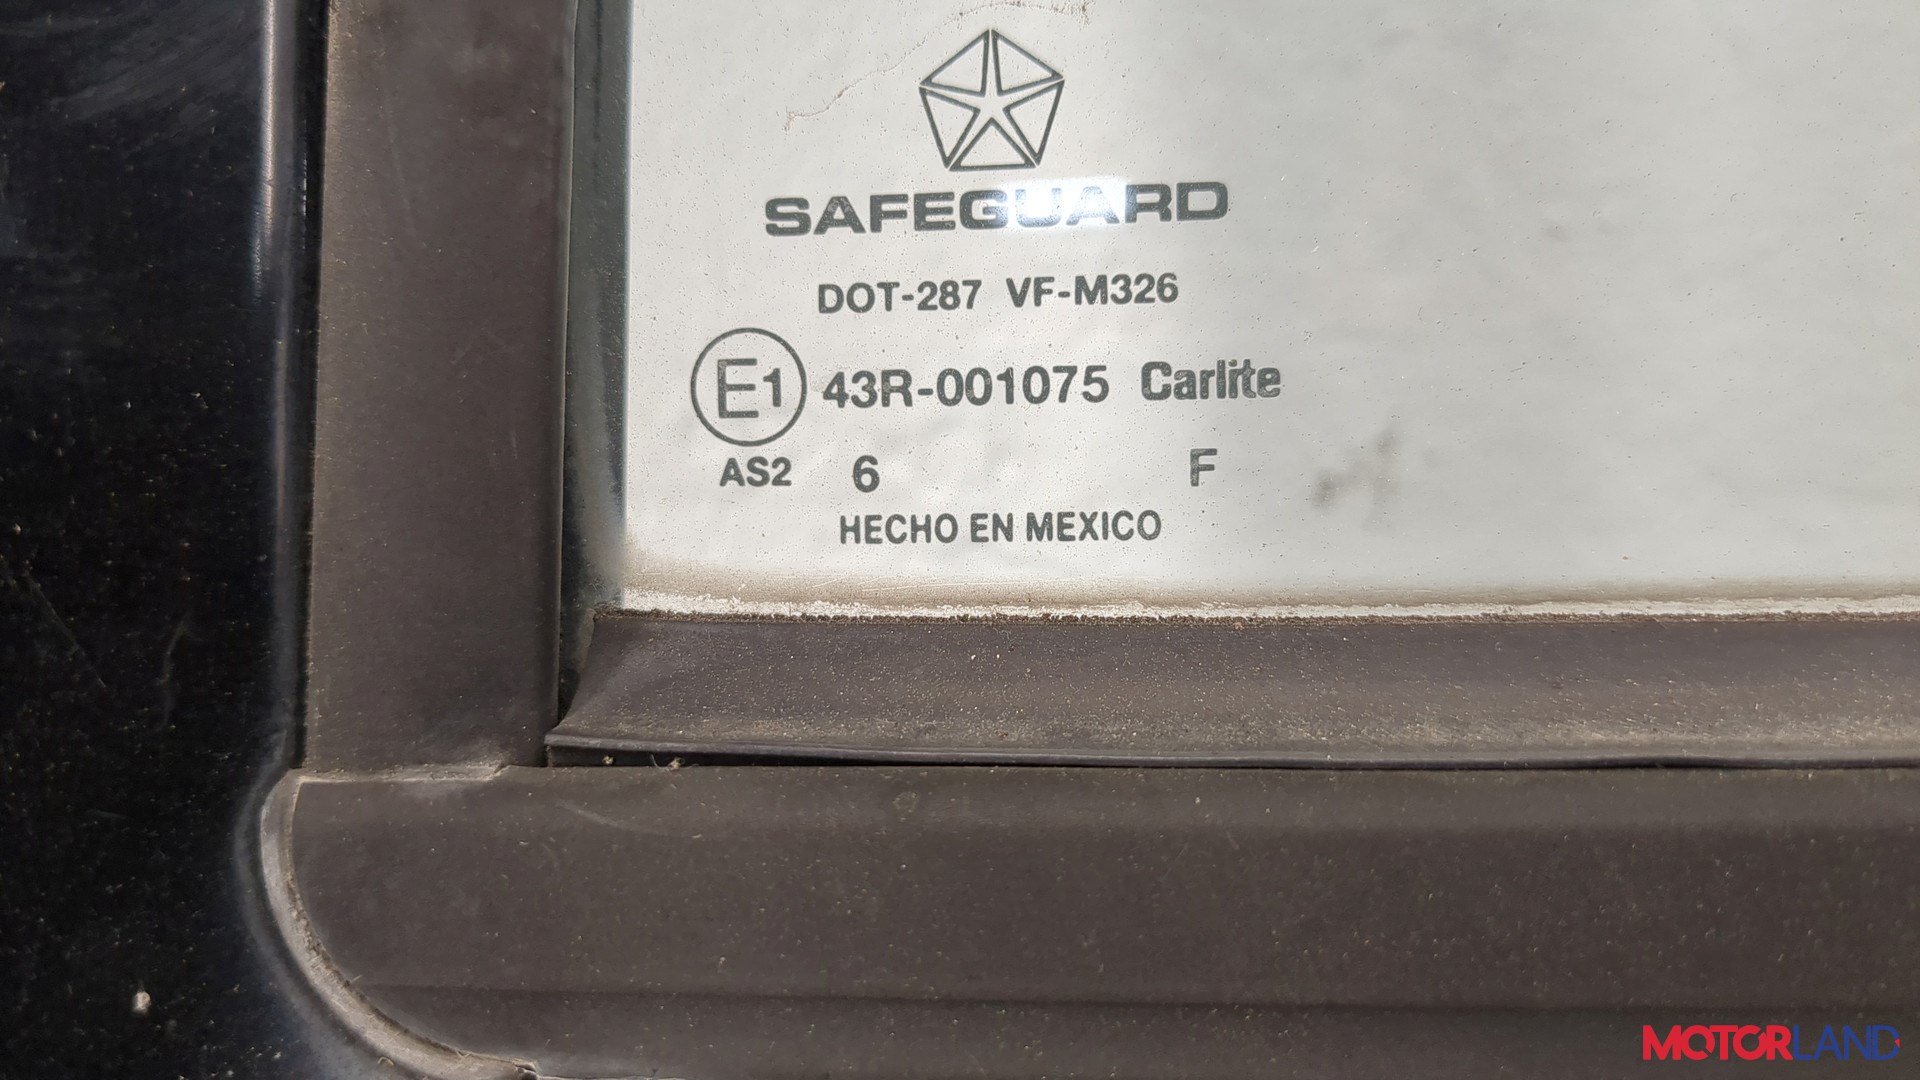 SAFEGUARD
DOT-287 VF-M326
E1 43R-001075 Carlite
AS2 6 F
HECHO EN MEXICO
MOTORLAND